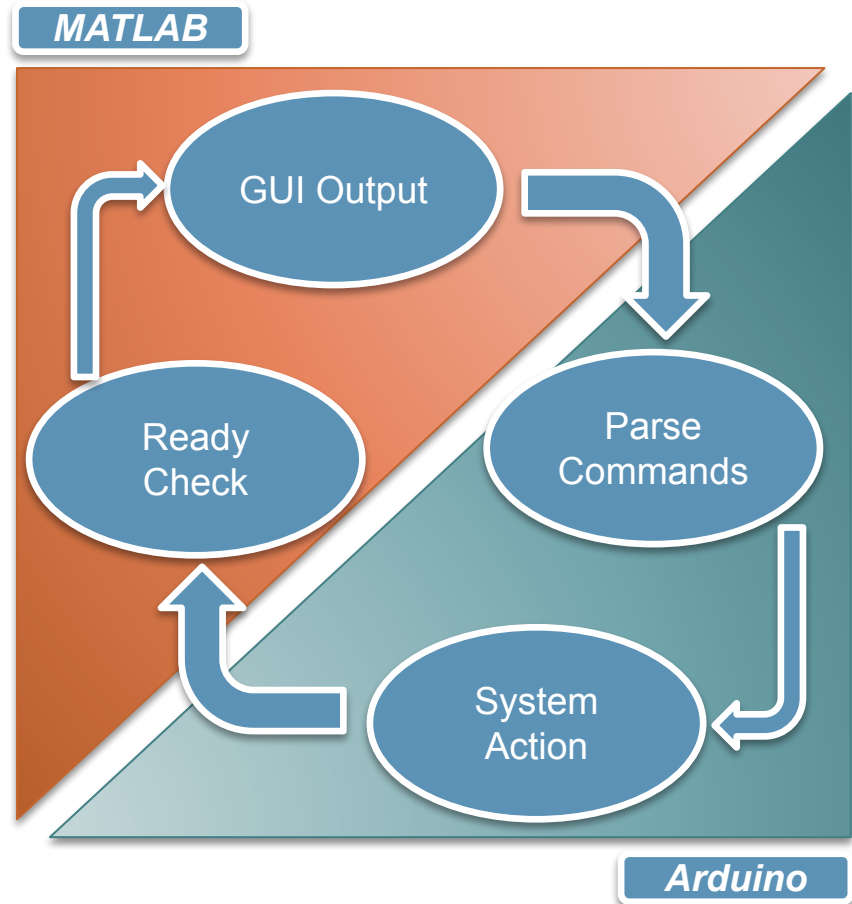 MATLAB
GUI Output
Ready
Check
Parse
Commands
System
Action
Arduino